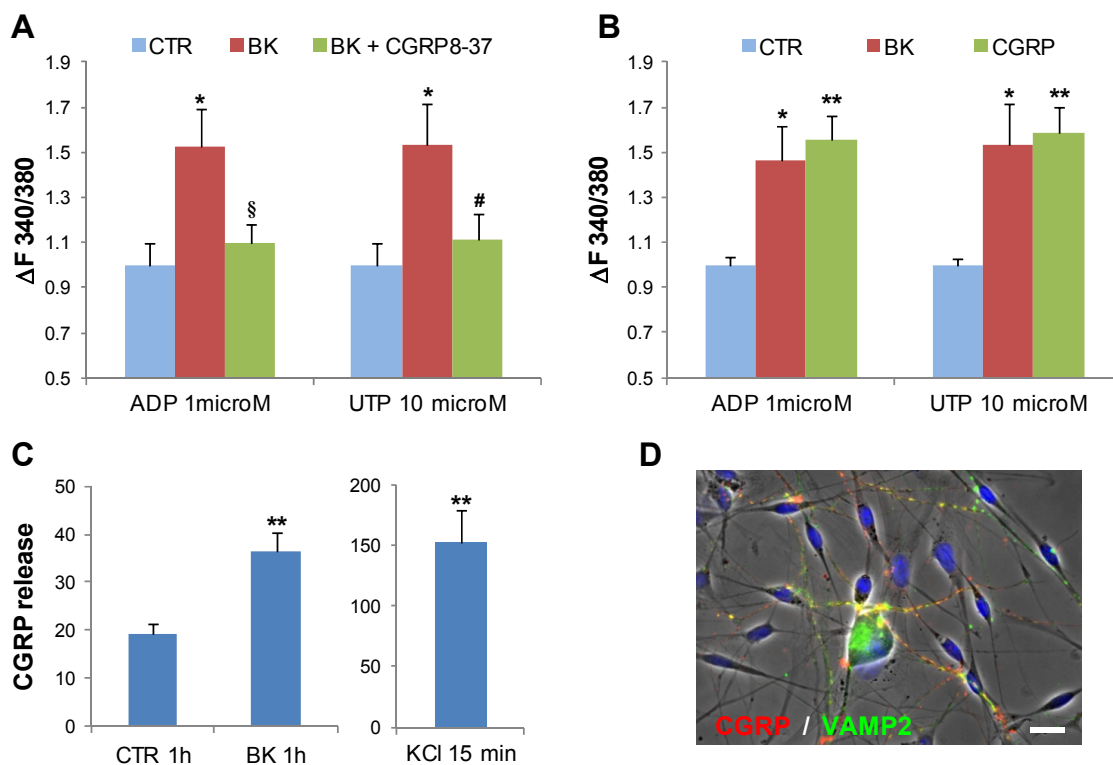 A
CTR BK BK + CGRP8-37
ΔF 340/380
1.9
1.7
1.5
1.3
1.1
0.9
0.7
0.5
* § * #
ADP 1microM UTP 10 microM
B
CTR BK CGRP
ΔF 340/380
1.9
1.7
1.5
1.3
1.1
0.9
0.7
0.5
* ** * **
ADP 1microM UTP 10 microM
C
CGRP release
50
40
30
20
10
0
**
CTR 1h BK 1h
200
150
100
50
0
**
KCl 15 min
D
CGRP / VAMP2